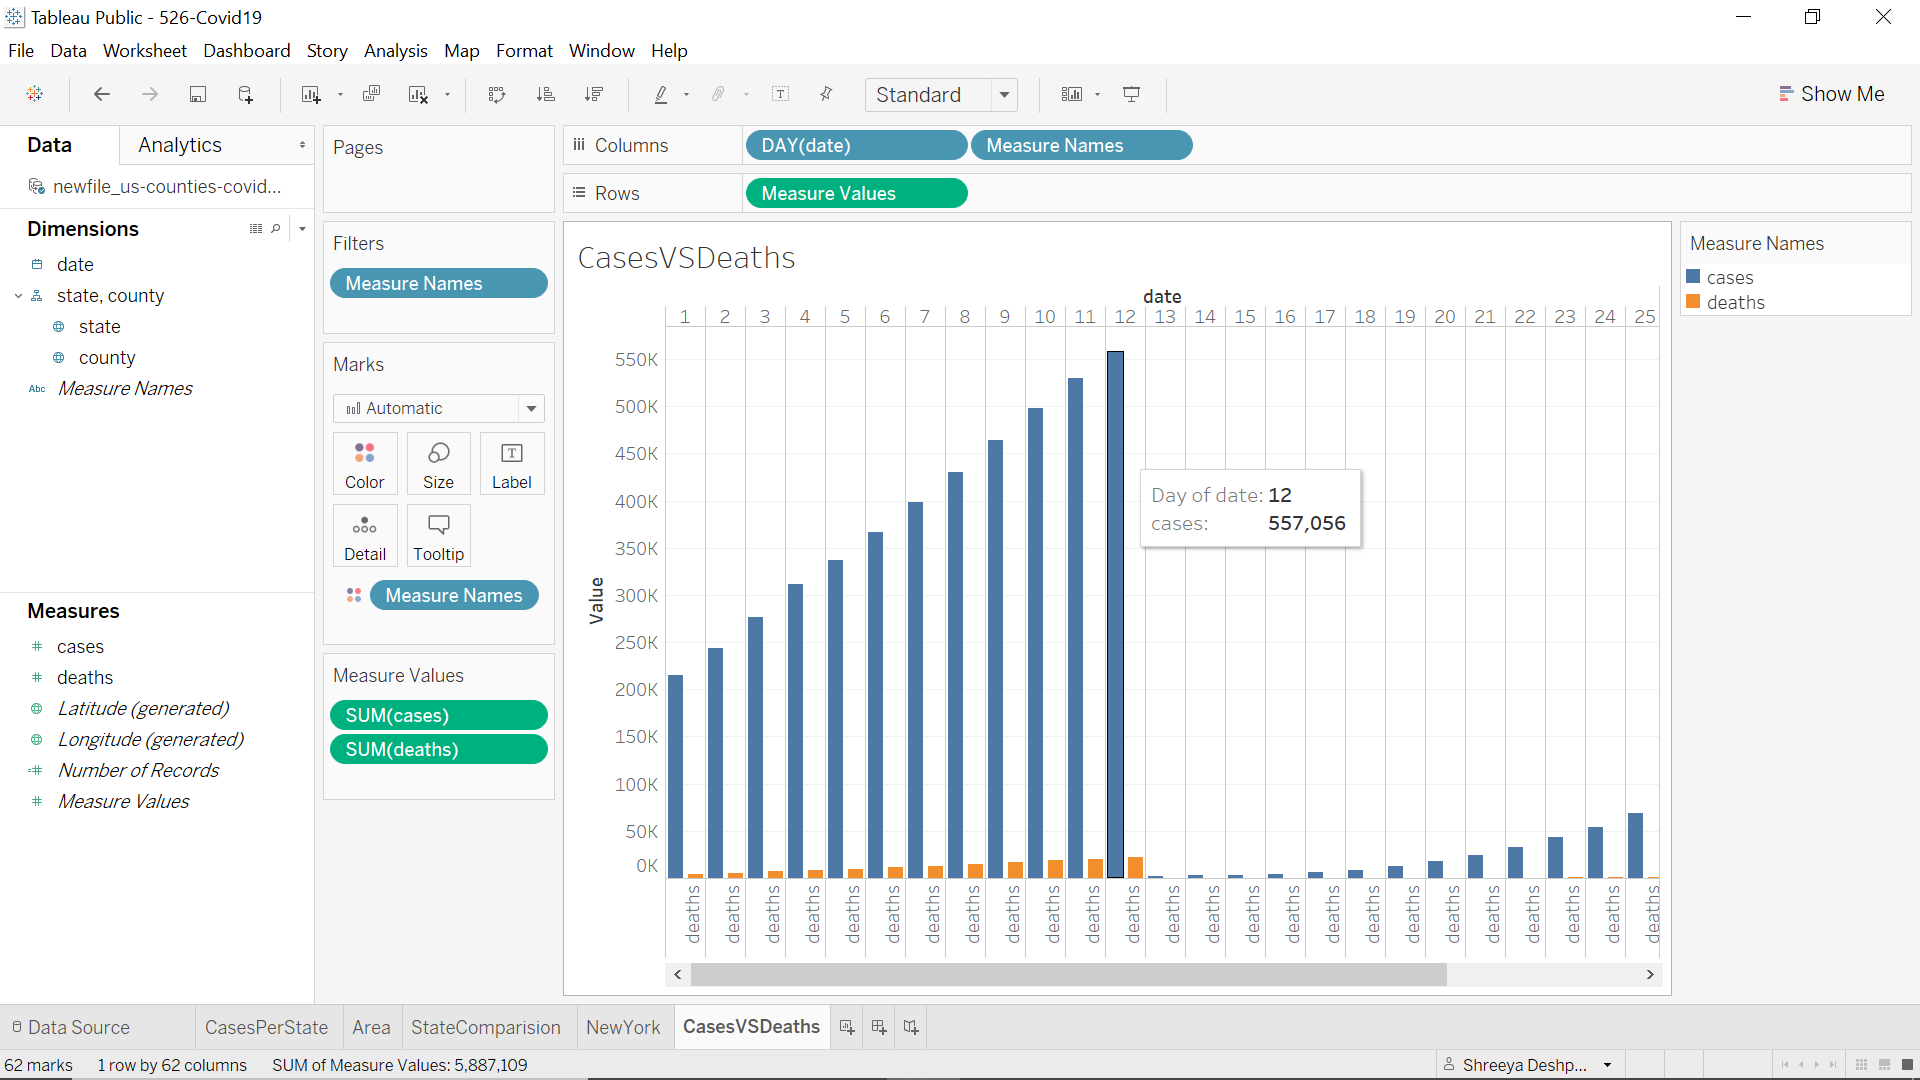 Tableau Public - 526-Covid19
File Data Worksheet Dashboard Story Analysis Map Format Window Help
Standard
Show Me
Data Analytics
newfile_us-counties-covid...
Dimensions
date
state, county
state
county
Abc Measure Names
Measures
cases
deaths
Latitude (generated)
Longitude (generated)
Number of Records
Measure Values
Pages
Filters
Measure Names
Marks
Automatic
Color Size Label
Detail Tooltip
Measure Names
Measure Values
SUM(cases)
SUM(deaths)
Columns DAY(date) Measure Names
Rows Measure Values
CasesVSDeaths
date
1 2 3 4 5 6 7 8 9 10 11 12 13 14 15 16 17 18 19 20 21 22 23 24 25
Value
550K
500K
450K
400K
350K
300K
250K
200K
150K
100K
50K
0K
Day of date: 12
cases: 557,056
deaths deaths deaths deaths deaths deaths deaths deaths deaths deaths deaths deaths deaths deaths deaths deaths deaths deaths deaths deaths deaths deaths deaths deaths deaths
Measure Names
cases
deaths
Data Source CasesPerState Area StateComparision NewYork CasesVSDeaths
62 marks 1 row by 62 columns SUM of Measure Values: 5,887,109 Shreeya Deshp...